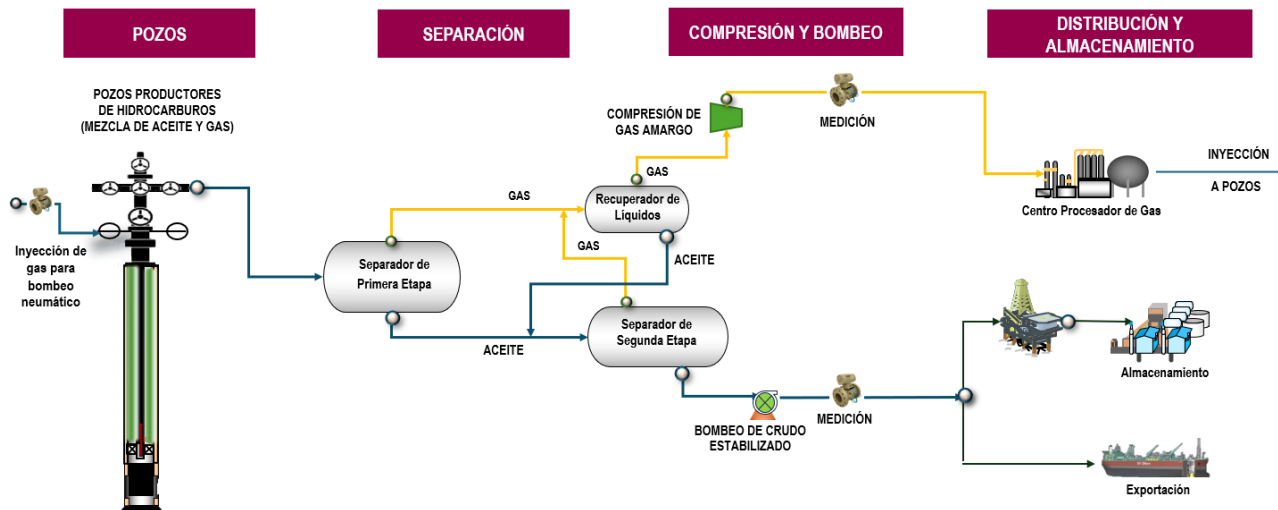 POZOS
SEPARACIÓN
COMPRESIÓN Y BOMBEO
DISTRIBUCIÓN Y
ALMACENAMIENTO
POZOS PRODUCTORES
DE HIDROCARBUROS
(MEZCLA DE ACEITE Y GAS)
Inyección de
gas para
bombeo
neumático
Separador de
Primera Etapa
GAS
GAS
ACEITE
Recuperador de
Líquidos
GAS
ACEITE
Separador de
Segunda Etapa
COMPRESIÓN DE
GAS AMARGO
MEDICIÓN
BOMBEO DE CRUDO
ESTABILIZADO
MEDICIÓN
Centro Procesador de Gas
INYECCIÓN
A POZOS
Almacenamiento
Exportación